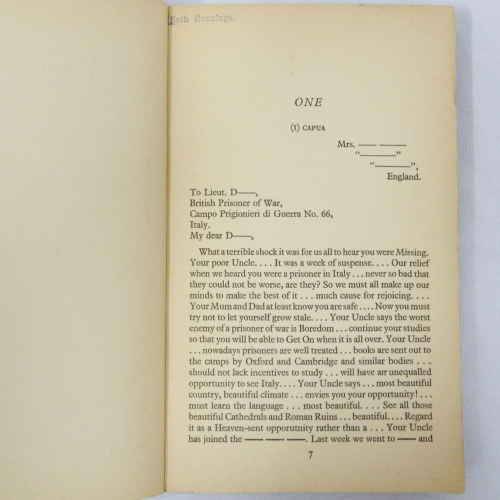 ONE
(1) CAPUA
Mrs. —— ——
"———"
"———",
England.
To Lieut. D——,
British Prisoner of War,
Campo Prigionieri di Guerra No. 66,
Italy.
My dear D——,
What a terrible shock it was for us all to hear you were Missing.
Your poor Uncle. . . . It was a week of suspense. . . . Our relief
when we heard you were a prisoner in Italy . . . never so bad that
they could not be worse, are they? So we must all make up our
minds to make the best of it . . . much cause for rejoicing. . . .
Your Mum and Dad at least know you are safe . . . . Now you must
try not to let yourself grow stale. . . . Your Uncle says the worst
enemy of a prisoner of war is Boredom . . . continue your studies
so that you will be able to Get On when it is all over. Your Uncle
. . . nowadays prisoners are well treated . . . books are sent out to
the camps by Oxford and Cambridge and similar bodies . . .
should not lack incentives to study . . . will have an unequalled
opportunity to see Italy. . . . Your Uncle says . . . most beautiful
country, beautiful climate . . . envies you your opportunity! . . .
must learn the language . . . most beautiful. . . . See all those
beautiful Cathedrals and Roman Ruins . . . beautiful. . . . Regard
it as a Heaven-sent opporutnity rather than a . . . Your Uncle
has joined the —— —— ——. Last week we went to —— and
7